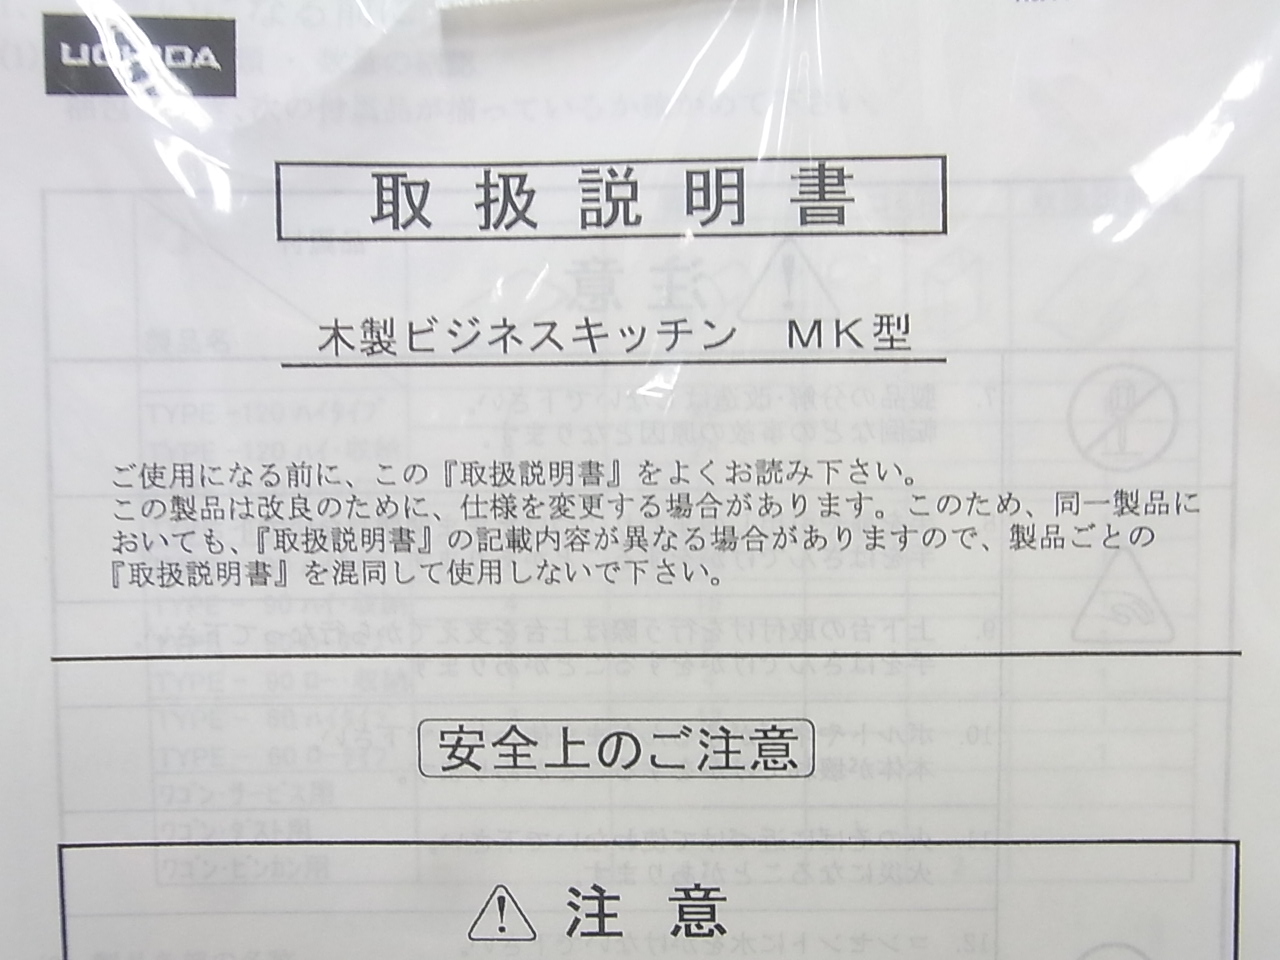 UCHIDA
取扱説明書
木製ビジネスキッチン　ＭＫ型
ご使用になる前に、この『取扱説明書』をよくお読み下さい。
この製品は改良のために、仕様を変更する場合があります。このため、同一製品に
おいても、『取扱説明書』の記載内容が異なる場合がありますので、製品ごとの
『取扱説明書』を混同して使用しないで下さい。
安全上のご注意
注意